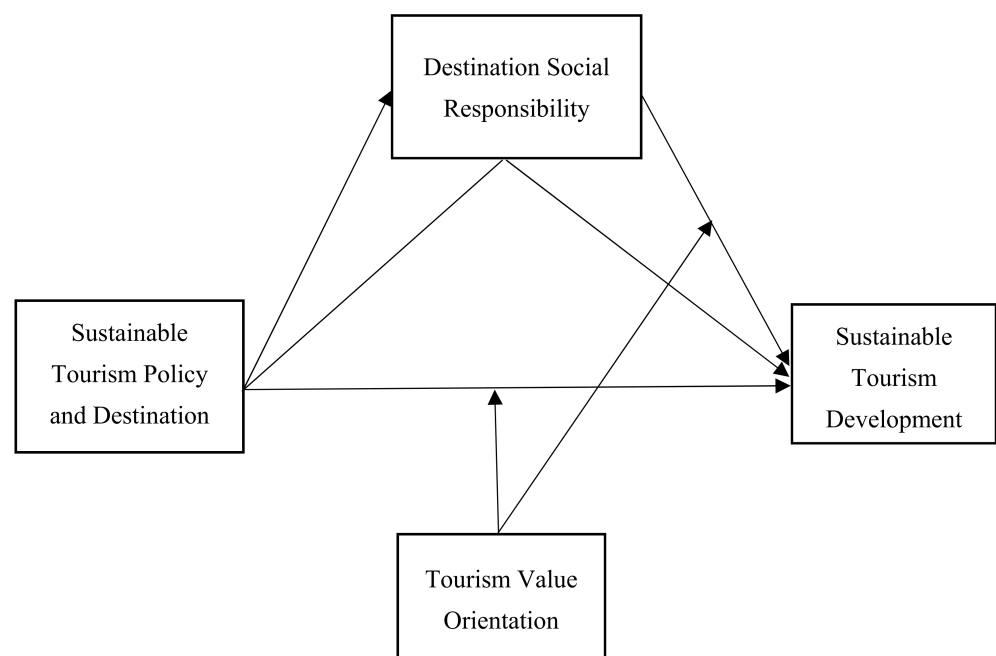 Destination Social
Responsibility
Sustainable
Tourism Policy
and Destination
Sustainable
Tourism
Development
Tourism Value
Orientation